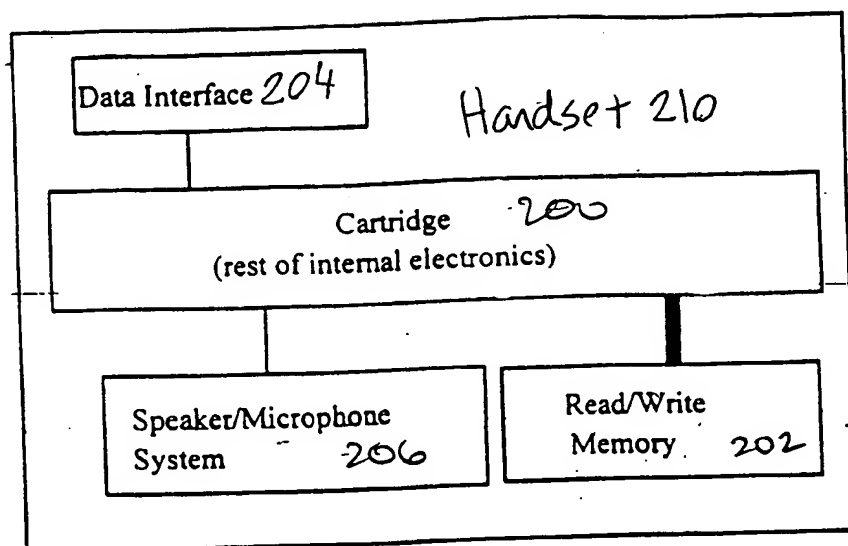 Data Interface 204
Handset 210
Cartridge 200
(rest of internal electronics)
Speaker/Microphone
System 206
Read/Write
Memory 202